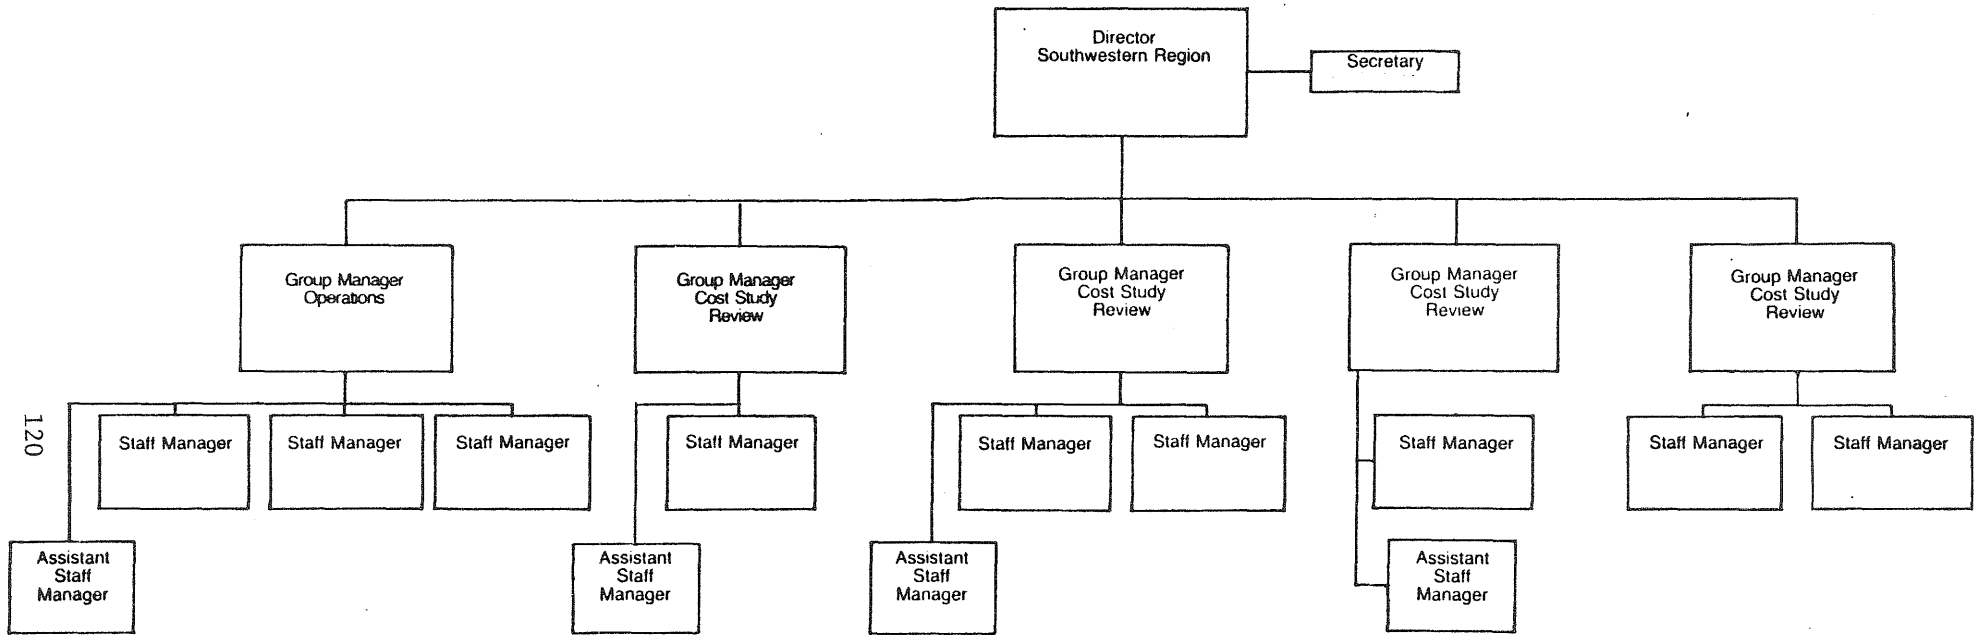 Director
Southwestern Region
Secretary
Group Manager
Operations
Group Manager
Cost Study
Review
Group Manager
Cost Study
Review
Group Manager
Cost Study
Review
Group Manager
Cost Study
Review
Staff Manager
Staff Manager
Staff Manager
Staff Manager
Staff Manager
Staff Manager
Staff Manager
Staff Manager
Staff Manager
Assistant
Staff
Manager
Assistant
Staff
Manager
Assistant
Staff
Manager
Assistant
Staff
Manager
120